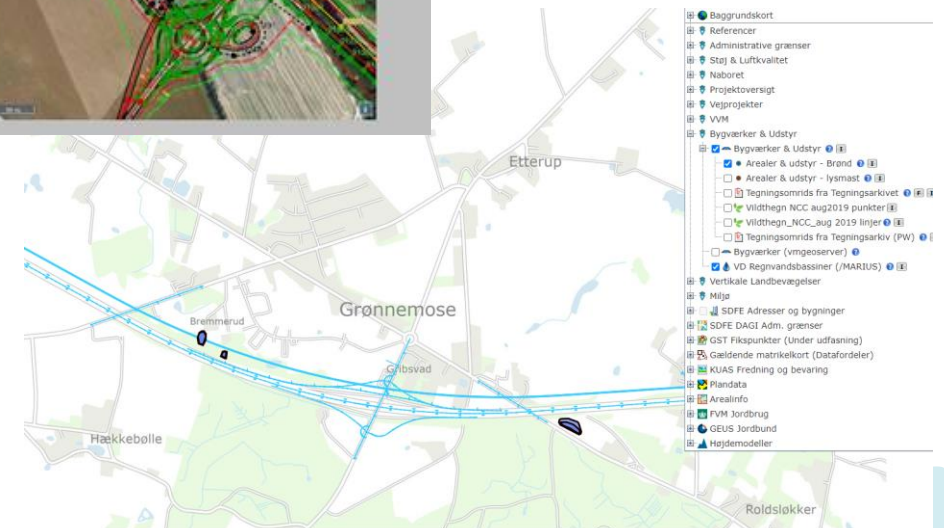 Baggrundskort
Referencer
Administrative grænser
Støj & Luftkvalitet
Naboret
Projektoversigt
Vejprojekter
VVM
Bygværker & Udstyr
Bygværker & Udstyr
Arealer & udstyr - Brønd
Arealer & udstyr - lysmast
Tegningsomrids fra Tegningsarkivet
Vildthegn NCC aug2019 punkter
Vildthegn_NCC_aug 2019 linjer
Tegningsomrids fra Tegningsarkiv (PW)
Bygværker (vmgeoserver)
VD Regnvandsbassiner (/MARIUS)
Vertikale Landbevægelser
Miljø
SDFE Adresser og bygninger
SDFE DAGI Adm. grænser
GST Fikspunkter (Under udfasning)
Gældende matrikelkort (Datafordeler)
KUAS Fredning og bevaring
Plandata
Arealinfo
FVM Jordbrug
GEUS Jordbund
Højdemodeller
Etterup
Grønnemose
Bremmerud
Gribsvad
Hækkebølle
Roldsløkker